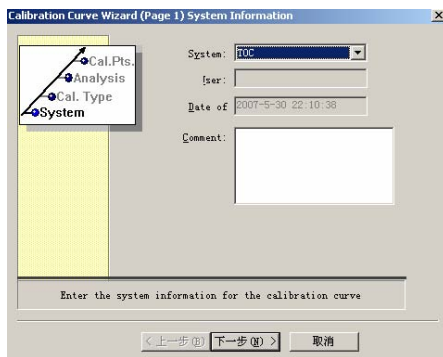 Calibration Curve Wizard (Page 1) System Information
Cal.Pts.
Analysis
Cal. Type
System
System: TOC
[ser:
Date of 2007-5-30 22:10:38
Comment:
Enter the system information for the calibration curve
< 上一步(B) 下一步(N) > 取消